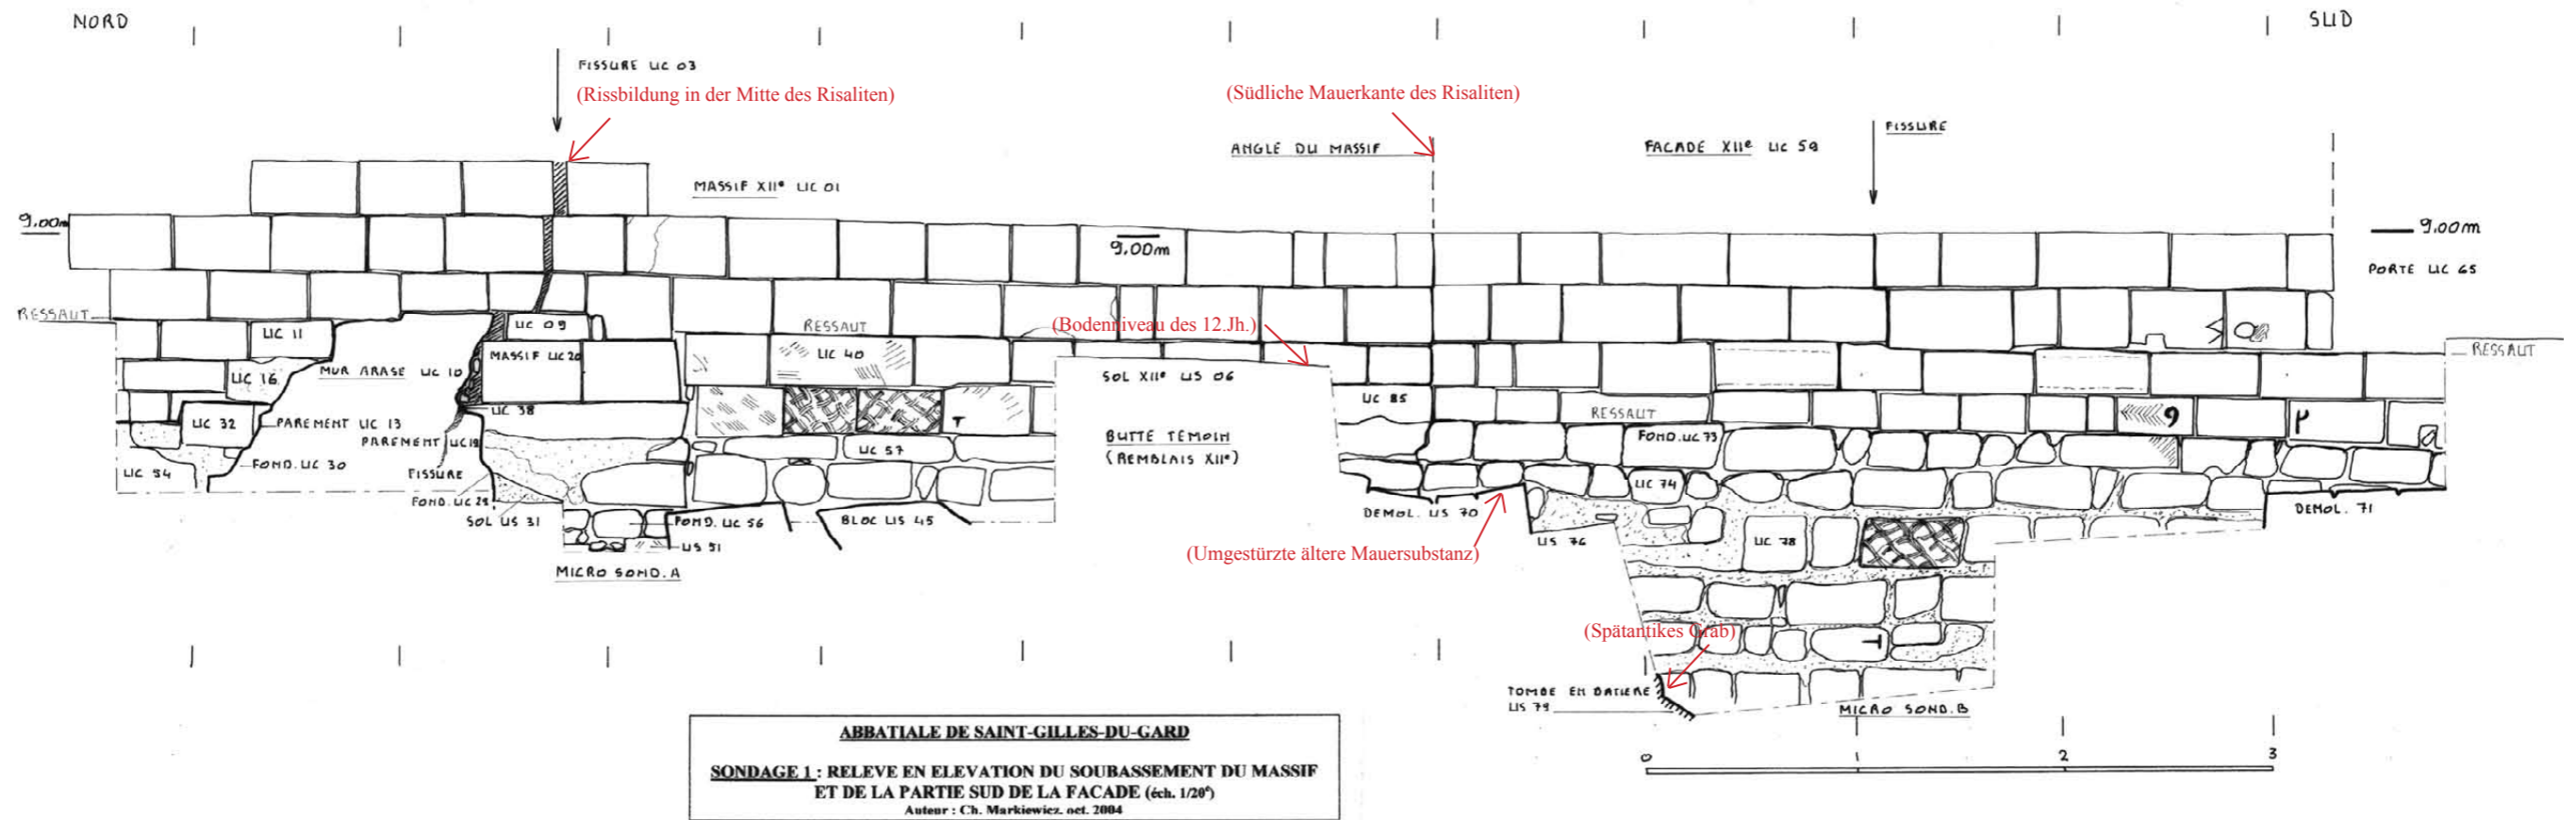 NORD
SUD
FISSURE UC 03
(Rissbildung in der Mitte des Risaliten)
(Südliche Mauerkante des Risaliten)
FISSURE
ANGLE DU MASSIF
FACADE XIIe UC 59
MASSIF XIIe UC 01
9.00m
9.00m
9.00m
PORTE UC 65
RESSAUT
UC 11
UC 09
RESSAUT
(Bodenniveau des 12.Jh.)
RESSAUT
MASSIF UC 20
UC 40
UC 16
MUR ARASE UC 10
SOL XIIe US 06
UC 85
UC 38
RESSAUT
UC 32
PAREMENT UC 13
PAREMENT UC 19
T
9
BUTTE TEMOIN
(REMBLAIS XIIe)
FOND. UC 73
UC 57
FOND. UC 30
UC 34
FISSURE
UC 74
FOND. UC 29
SOL US 31
FOND. UC 56
BLOC US 45
DEMOL. US 70
DEMOL. 71
US 51
(Umgestürzte ältere Mauersubstanz)
US 76
UC 78
MICRO SOND. A
(Spätantikes Grab)
T
TOMBE EN BATIERE
US 79
MICRO SOND. B
0 1 2 3
ABBATIALE DE SAINT-GILLES-DU-GARD
SONDAGE 1 : RELEVE EN ELEVATION DU SOUBASSEMENT DU MASSIF
ET DE LA PARTIE SUD DE LA FACADE (éch. 1/20e)
Auteur : Ch. Markiewicz. oct. 2004